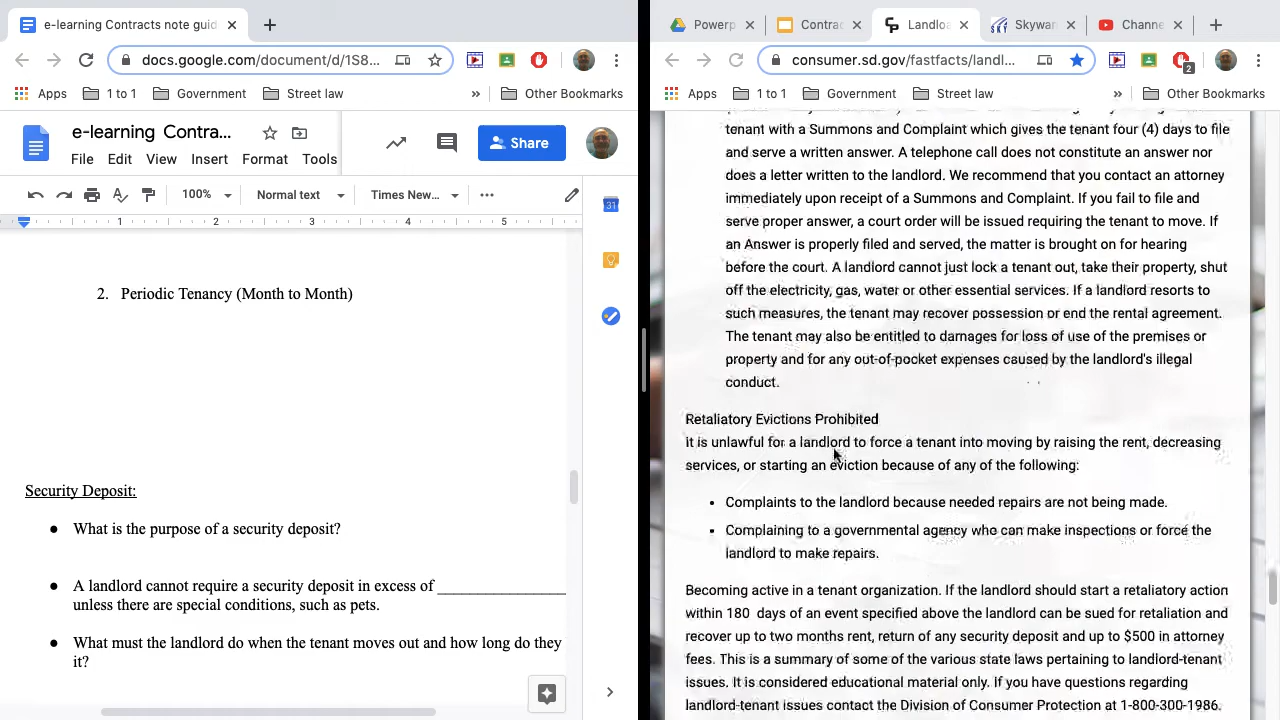 e-learning Contracts note guid
docs.google.com/document/d/1S8...
Apps
1 to 1
Government
Street law
»
Other Bookmarks
e-learning Contra...
File Edit View Insert Format Tools
Share
100%
Normal text
Times New...
1 2 3 4 5
31
2. Periodic Tenancy (Month to Month)
Security Deposit:
● What is the purpose of a security deposit?
● A landlord cannot require a security deposit in excess of ________________
unless there are special conditions, such as pets.
● What must the landlord do when the tenant moves out and how long do they
it?
Powerp
Contrac
Landloa
Skywar
Channe
consumer.sd.gov/fastfacts/landl...
2
Apps
1 to 1
Government
Street law
»
Other Bookmarks
tenant with a Summons and Complaint which gives the tenant four (4) days to file
and serve a written answer. A telephone call does not constitute an answer nor
does a letter written to the landlord. We recommend that you contact an attorney
immediately upon receipt of a Summons and Complaint. If you fail to file and
serve proper answer, a court order will be issued requiring the tenant to move. If
an Answer is properly filed and served, the matter is brought on for hearing
before the court. A landlord cannot just lock a tenant out, take their property, shut
off the electricity, gas, water or other essential services. If a landlord resorts to
such measures, the tenant may recover possession or end the rental agreement.
The tenant may also be entitled to damages for loss of use of the premises or
property and for any out-of-pocket expenses caused by the landlord's illegal
conduct.
Retaliatory Evictions Prohibited
It is unlawful for a landlord to force a tenant into moving by raising the rent, decreasing
services, or starting an eviction because of any of the following:
▪ Complaints to the landlord because needed repairs are not being made.
▪ Complaining to a governmental agency who can make inspections or force the
landlord to make repairs.
Becoming active in a tenant organization. If the landlord should start a retaliatory action
within 180 days of an event specified above the landlord can be sued for retaliation and
recover up to two months rent, return of any security deposit and up to $500 in attorney
fees. This is a summary of some of the various state laws pertaining to landlord-tenant
issues. It is considered educational material only. If you have questions regarding
landlord-tenant issues contact the Division of Consumer Protection at 1-800-300-1986.